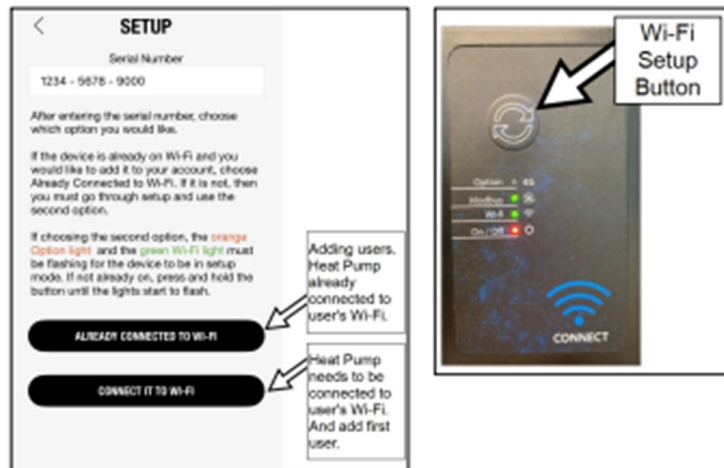 SETUP
Serial Number
1234 - 5678 - 9000
After entering the serial number, choose
which option you would like.
If the device is already on Wi-Fi and you
would like to add it to your account, choose
Already Connected to Wi-Fi. If it is not, then
you must go through setup and use the
second option.
If choosing the second option, the orange
Option light and the green Wi-Fi light must
be flashing for the device to be in setup
mode. If not already on, press and hold the
button until the lights start to flash.
ALREADY CONNECTED TO WI-FI
CONNECT IT TO WI-FI
Adding users.
Heat Pump
already
connected to
user's Wi-Fi.
Heat Pump
needs to be
connected to
user's Wi-Fi.
And add first
user.
Wi-Fi
Setup
Button
Option
Modbus
Wi-fi
On / Off
CONNECT